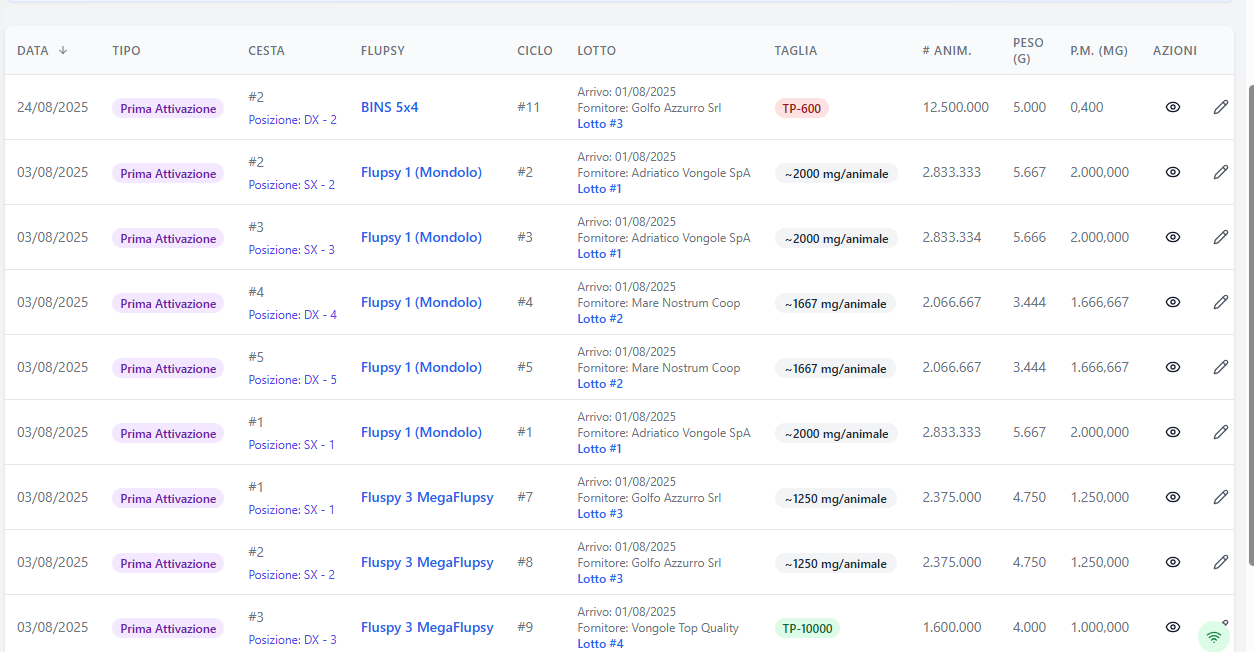 DATA ↓ TIPO CESTA FLUPSY CICLO LOTTO TAGLIA # ANIM. PESO (G) P.M. (MG) AZIONI
24/08/2025 Prima Attivazione #2 BINS 5x4 #11 Arrivo: 01/08/2025 TP-600 12.500.000 5.000 0,400
Posizione: DX - 2 Fornitore: Golfo Azzurro Srl
Lotto #3
03/08/2025 Prima Attivazione #2 Flupsy 1 (Mondolo) #2 Arrivo: 01/08/2025 ~2000 mg/animale 2.833.333 5.667 2.000,000
Posizione: SX - 2 Fornitore: Adriatico Vongole SpA
Lotto #1
03/08/2025 Prima Attivazione #3 Flupsy 1 (Mondolo) #3 Arrivo: 01/08/2025 ~2000 mg/animale 2.833.334 5.666 2.000,000
Posizione: SX - 3 Fornitore: Adriatico Vongole SpA
Lotto #1
03/08/2025 Prima Attivazione #4 Flupsy 1 (Mondolo) #4 Arrivo: 01/08/2025 ~1667 mg/animale 2.066.667 3.444 1.666,667
Posizione: DX - 4 Fornitore: Mare Nostrum Coop
Lotto #2
03/08/2025 Prima Attivazione #5 Flupsy 1 (Mondolo) #5 Arrivo: 01/08/2025 ~1667 mg/animale 2.066.667 3.444 1.666,667
Posizione: DX - 5 Fornitore: Mare Nostrum Coop
Lotto #2
03/08/2025 Prima Attivazione #1 Flupsy 1 (Mondolo) #1 Arrivo: 01/08/2025 ~2000 mg/animale 2.833.333 5.667 2.000,000
Posizione: SX - 1 Fornitore: Adriatico Vongole SpA
Lotto #1
03/08/2025 Prima Attivazione #1 Fluspy 3 MegaFlupsy #7 Arrivo: 01/08/2025 ~1250 mg/animale 2.375.000 4.750 1.250,000
Posizione: SX - 1 Fornitore: Golfo Azzurro Srl
Lotto #3
03/08/2025 Prima Attivazione #2 Fluspy 3 MegaFlupsy #8 Arrivo: 01/08/2025 ~1250 mg/animale 2.375.000 4.750 1.250,000
Posizione: SX - 2 Fornitore: Golfo Azzurro Srl
Lotto #3
03/08/2025 Prima Attivazione #3 Fluspy 3 MegaFlupsy #9 Arrivo: 01/08/2025 TP-10000 1.600.000 4.000 1.000,000
Posizione: DX - 3 Fornitore: Vongole Top Quality
Lotto #4